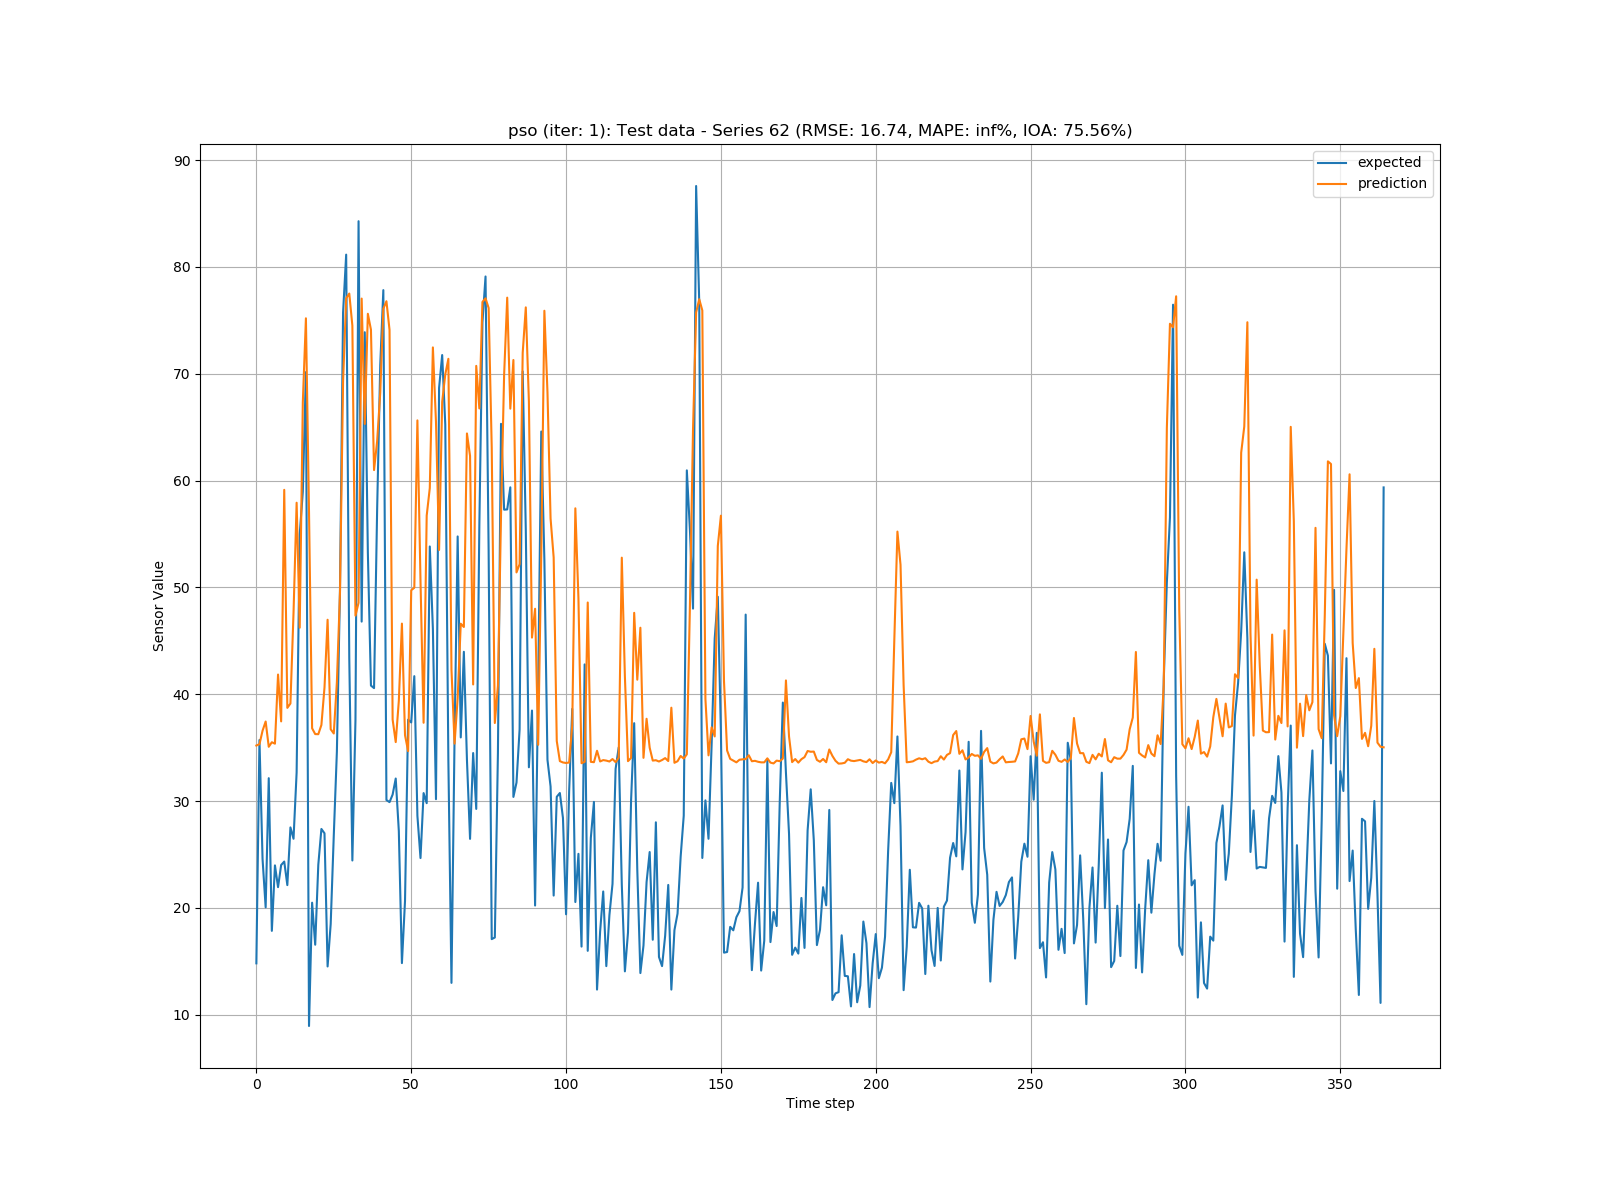 pso (iter: 1): Test data - Series 62 (RMSE: 16.74, MAPE: inf%, IOA: 75.56%)
expected
prediction
90
80
70
60
50
40
30
20
10
Sensor Value
0 50 100 150 200 250 300 350
Time step